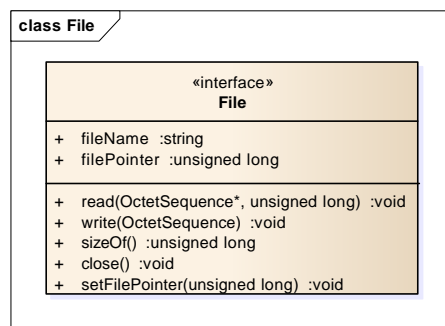 class File
«interface»
File
+ fileName :string
+ filePointer :unsigned long
+ read(OctetSequence*, unsigned long) :void
+ write(OctetSequence) :void
+ sizeOf() :unsigned long
+ close() :void
+ setFilePointer(unsigned long) :void